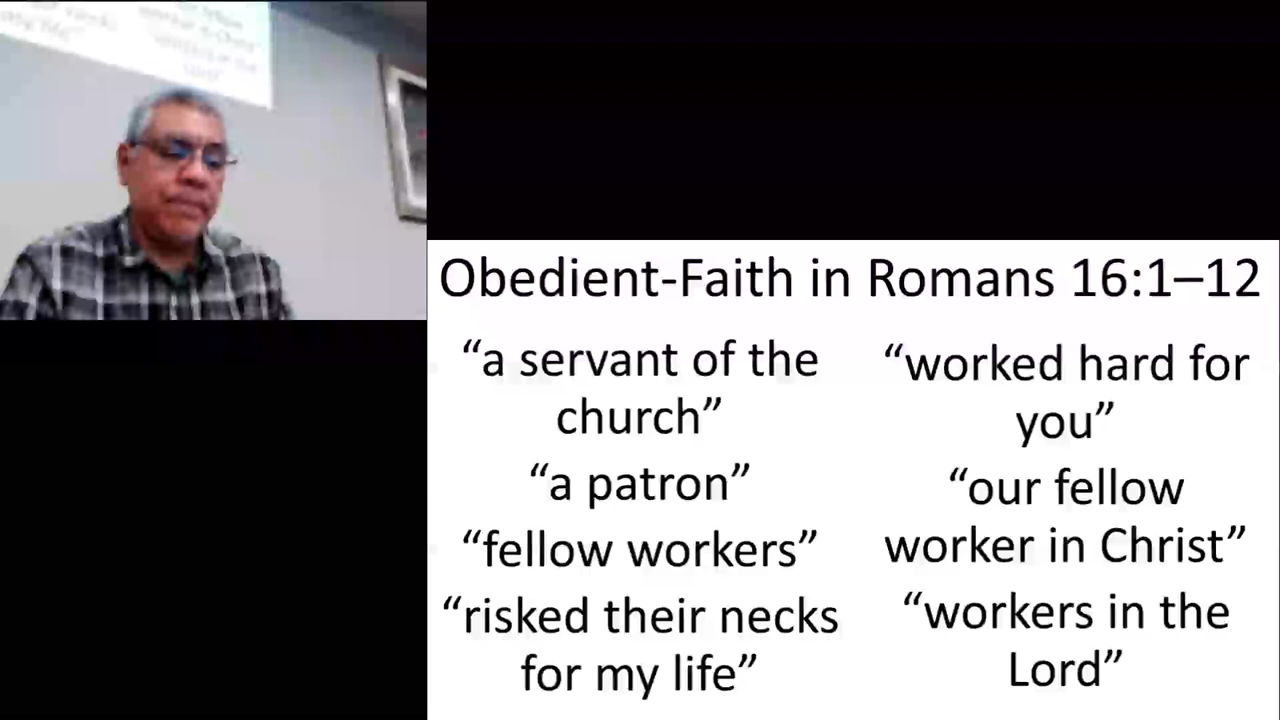 Obedient-Faith in Romans 16:1–12
“a servant of the
church”
“a patron”
“fellow workers”
“risked their necks
for my life”
“worked hard for
you”
“our fellow
worker in Christ”
“workers in the
Lord”